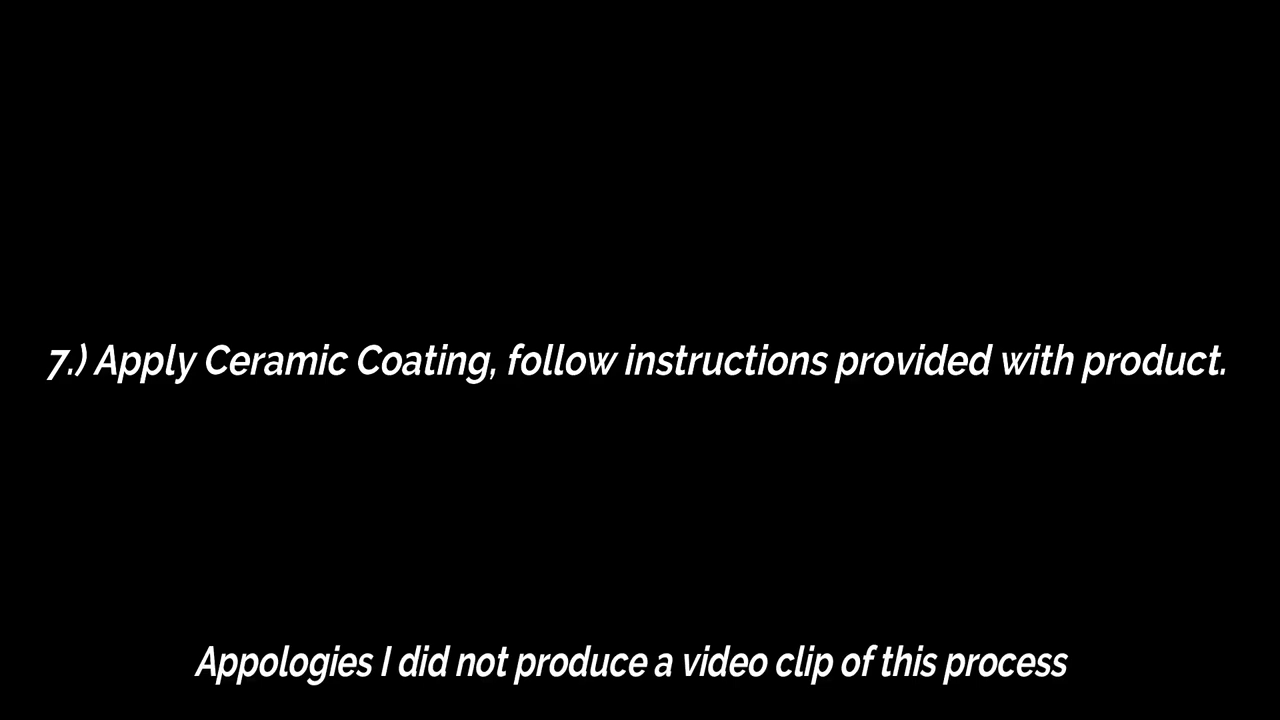 7.) Apply Ceramic Coating, follow instructions provided with product.
Appologies I did not produce a video clip of this process